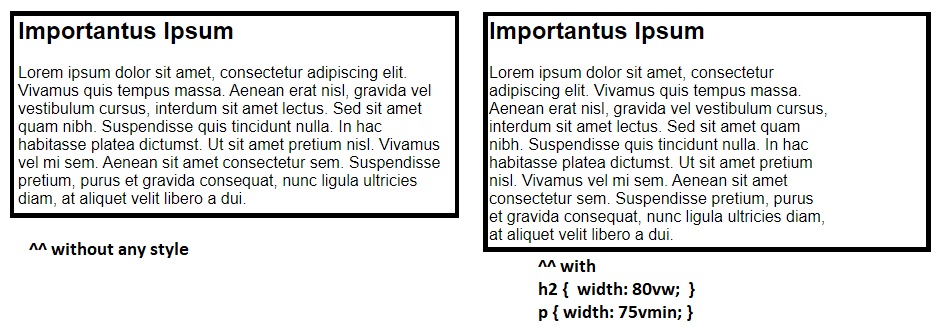 Importantus Ipsum
Lorem ipsum dolor sit amet, consectetur adipiscing elit.
Vivamus quis tempus massa. Aenean erat nisl, gravida vel
vestibulum cursus, interdum sit amet lectus. Sed sit amet
quam nibh. Suspendisse quis tincidunt nulla. In hac
habitasse platea dictumst. Ut sit amet pretium nisl. Vivamus
vel mi sem. Aenean sit amet consectetur sem. Suspendisse
pretium, purus et gravida consequat, nunc ligula ultricies
diam, at aliquet velit libero a dui.
^^ without any style
Importantus Ipsum
Lorem ipsum dolor sit amet, consectetur
adipiscing elit. Vivamus quis tempus massa.
Aenean erat nisl, gravida vel vestibulum cursus,
interdum sit amet lectus. Sed sit amet quam
nibh. Suspendisse quis tincidunt nulla. In hac
habitasse platea dictumst. Ut sit amet pretium
nisl. Vivamus vel mi sem. Aenean sit amet
consectetur sem. Suspendisse pretium, purus
et gravida consequat, nunc ligula ultricies diam,
at aliquet velit libero a dui.
^^ with
h2 {  width: 80vw;  }
p { width: 75vmin; }